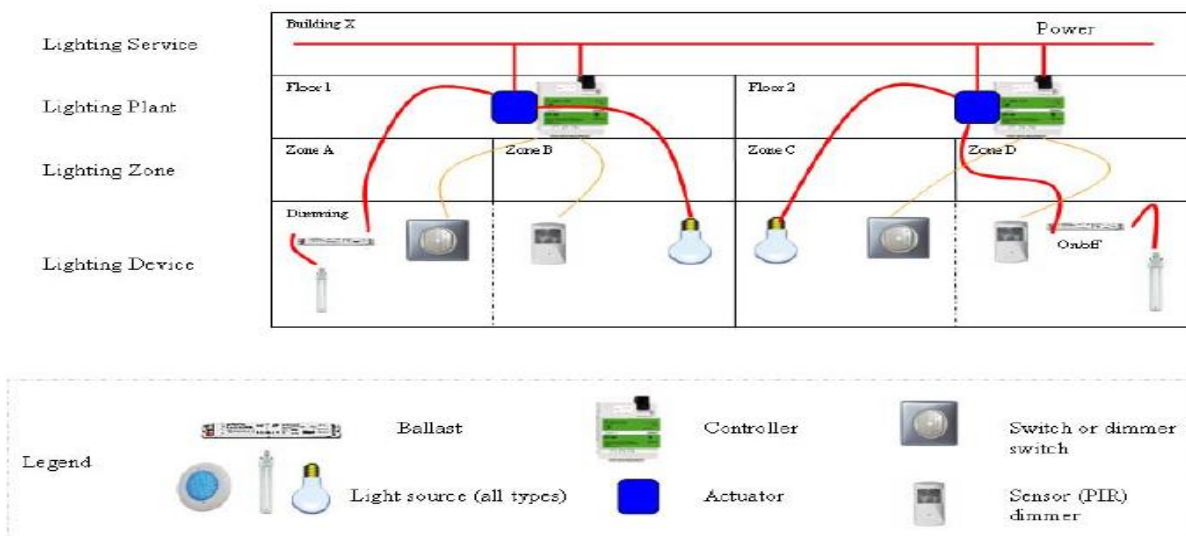 Lighting Service
Building X
Power
Lighting Plant
Floor 1
Floor 2
Lighting Zone
Zone A
Zone B
Zone C
Zone D
Lighting Device
Dimming
On/off
Legend
Ballast
Controller
Switch or dimmer
switch
Light source (all types)
Actuator
Sensor (PIR)
dimmer